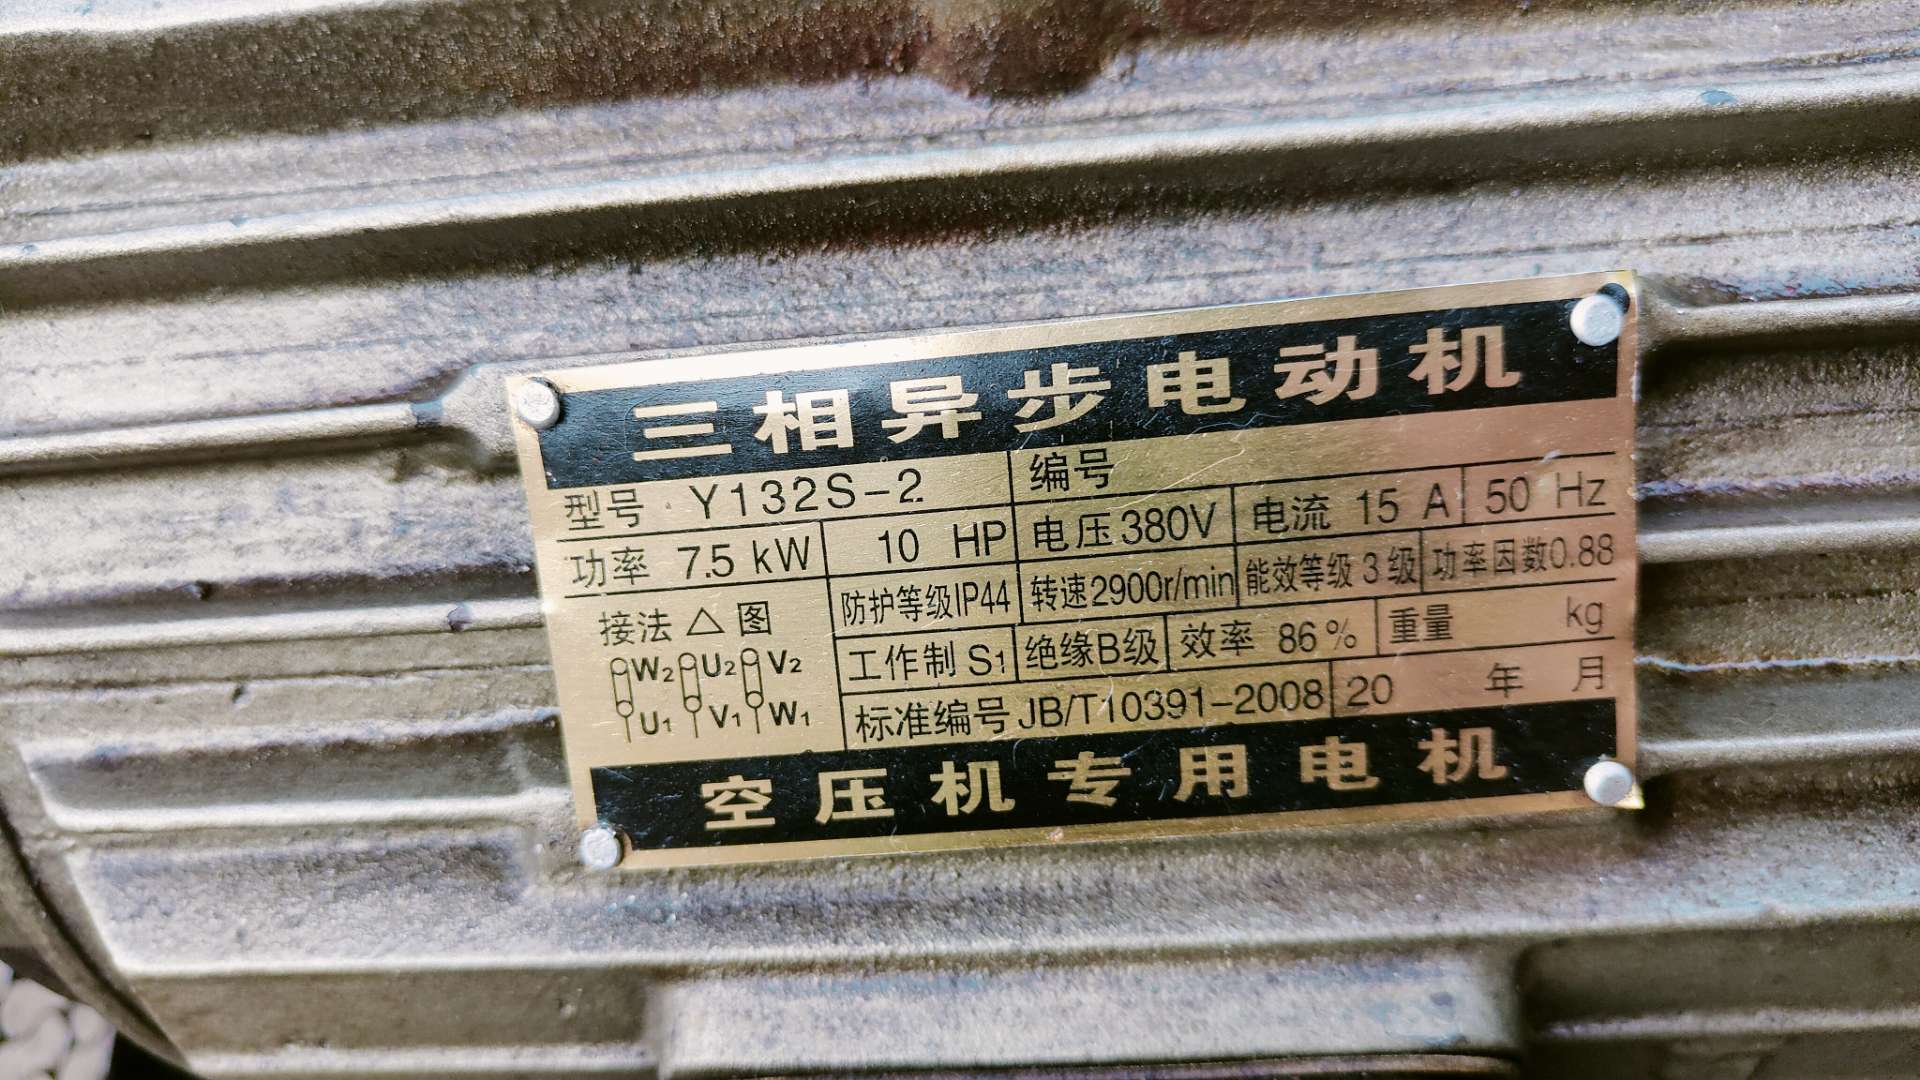 三相异步电动机
型号 Y132S-2 编号
功率 7.5 kW 10 HP 电压380V 电流 15 A 50 Hz
接法 △ 图 防护等级IP44 转速2900r/min 能效等级 3 级 功率因数0.88
W2 U2 V2 工作制 S1 绝缘B级 效率 86% 重量 kg
U1 V1 W1 标准编号 JB/T10391-2008 20 年 月
空压机专用电机